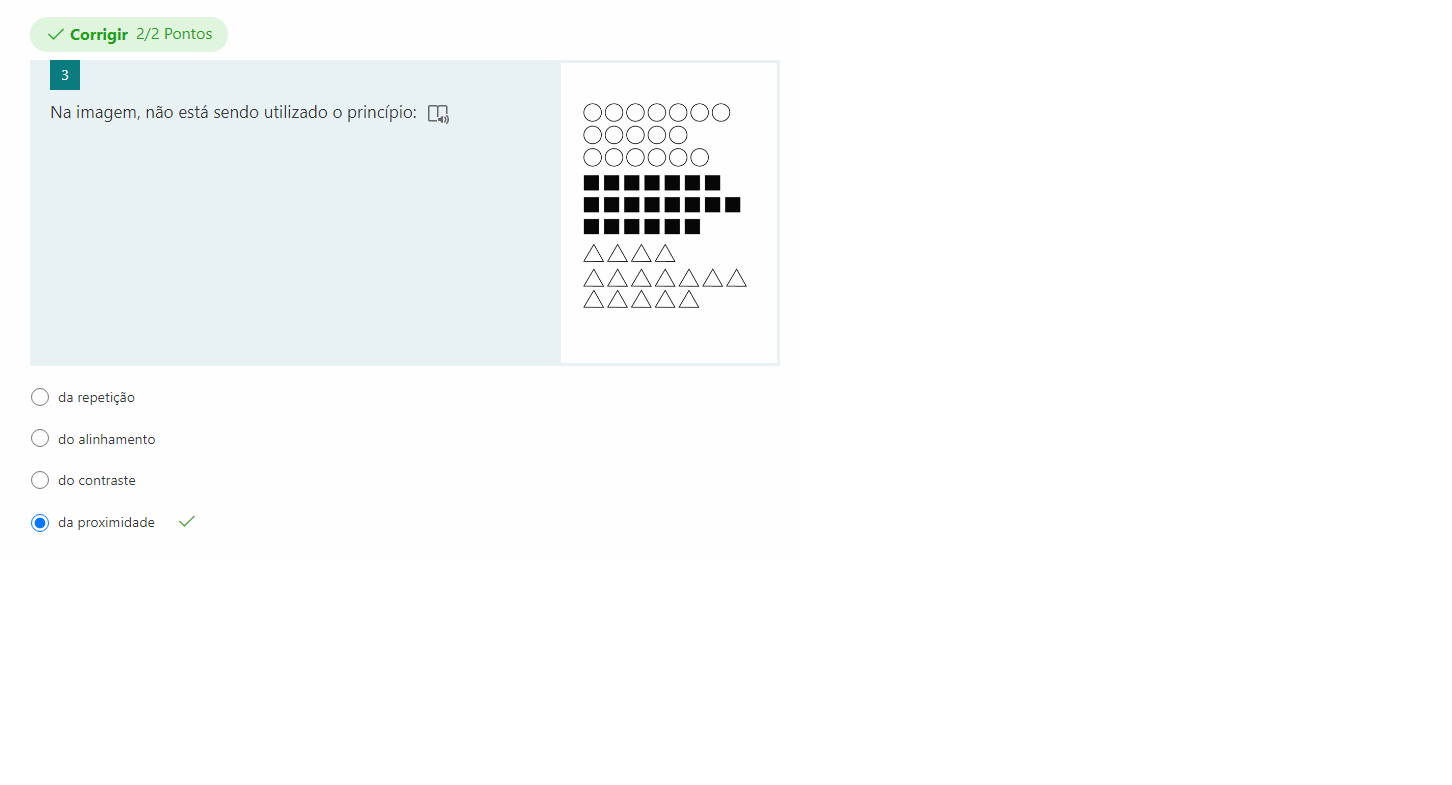 Corrigir 2/2 Pontos
3
Na imagem, não está sendo utilizado o princípio:
da repetição
do alinhamento
do contraste
da proximidade